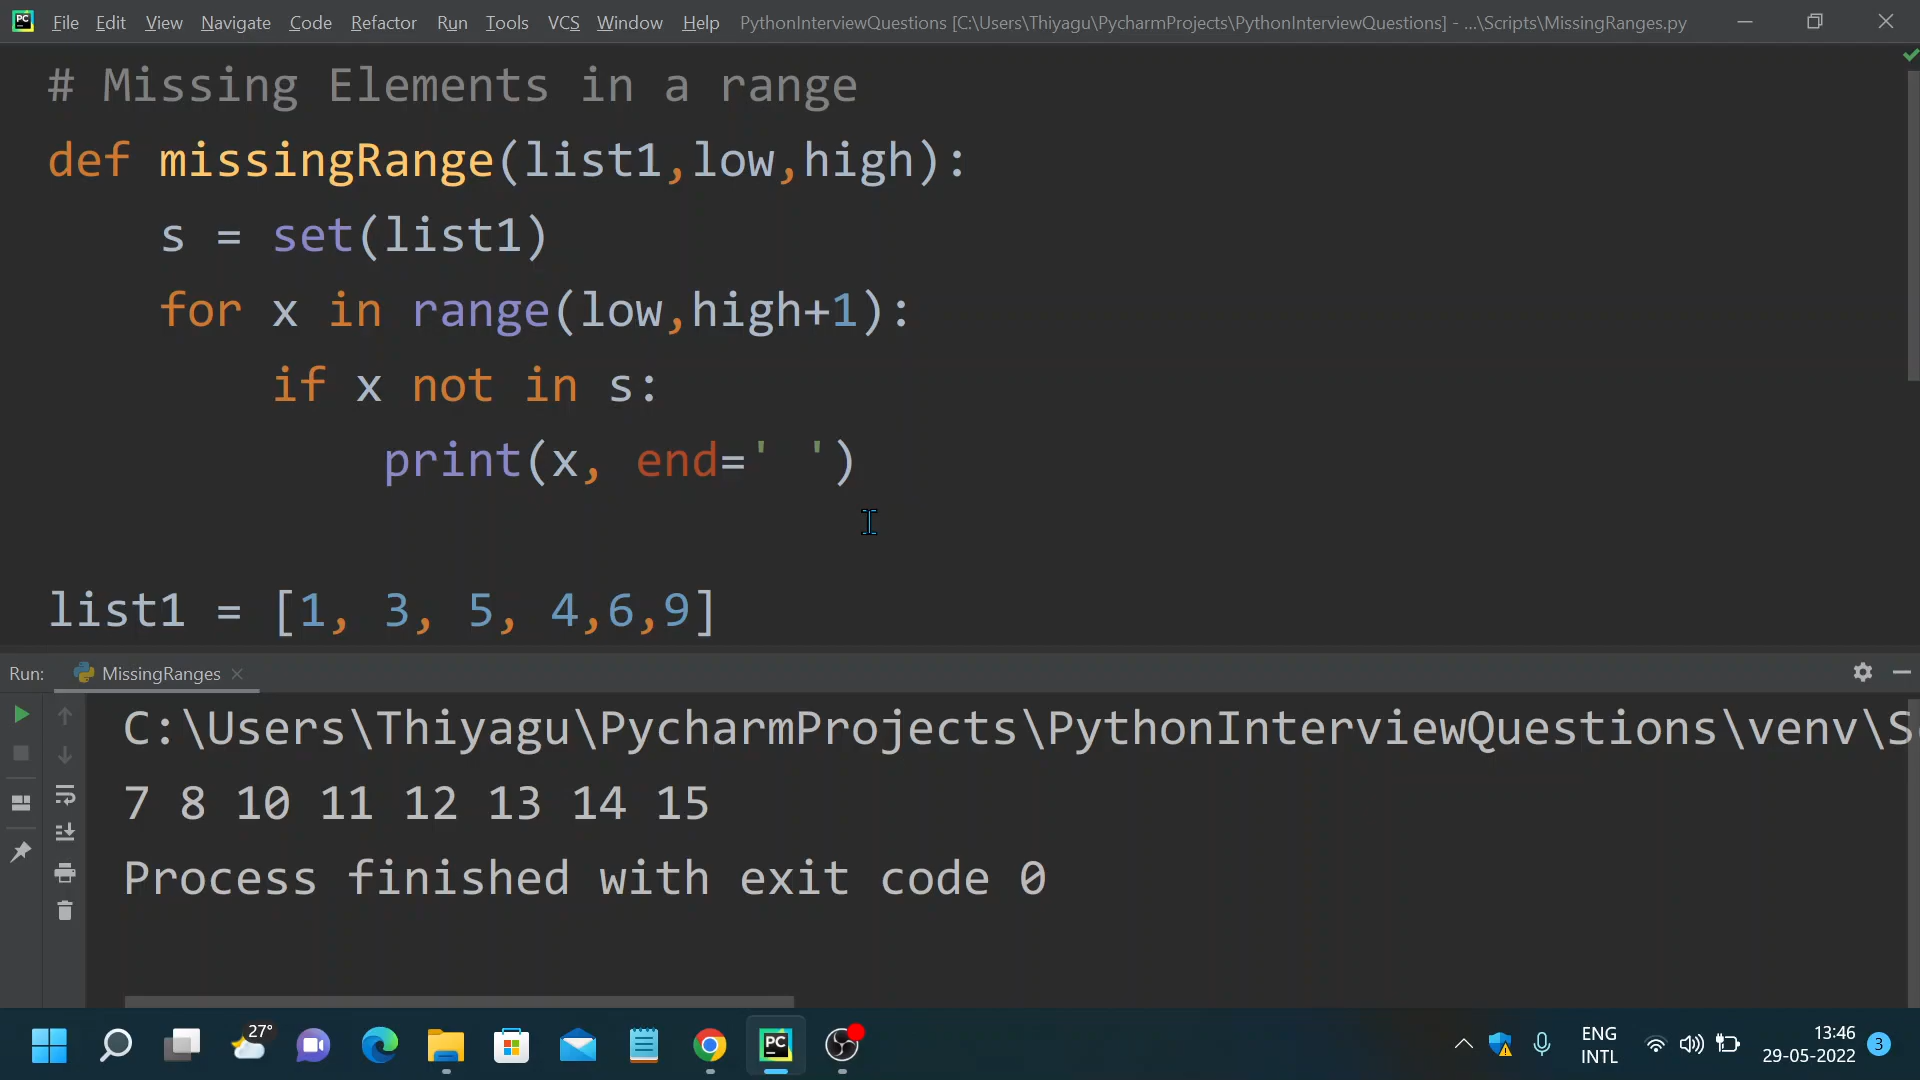 PC File Edit View Navigate Code Refactor Run Tools VCS Window Help PythonInterviewQuestions [C:\Users\Thiyagu\PycharmProjects\PythonInterviewQuestions] - ...\Scripts\MissingRanges.py
# Missing Elements in a range
def missingRange(list1,low,high):
    s = set(list1)
    for x in range(low,high+1):
        if x not in s:
            print(x, end=' ')
list1 = [1, 3, 5, 4,6,9]
Run: MissingRanges
C:\Users\Thiyagu\PycharmProjects\PythonInterviewQuestions\venv\S
7 8 10 11 12 13 14 15
Process finished with exit code 0
27° PC ENG 13:46
INTL 29-05-2022 3